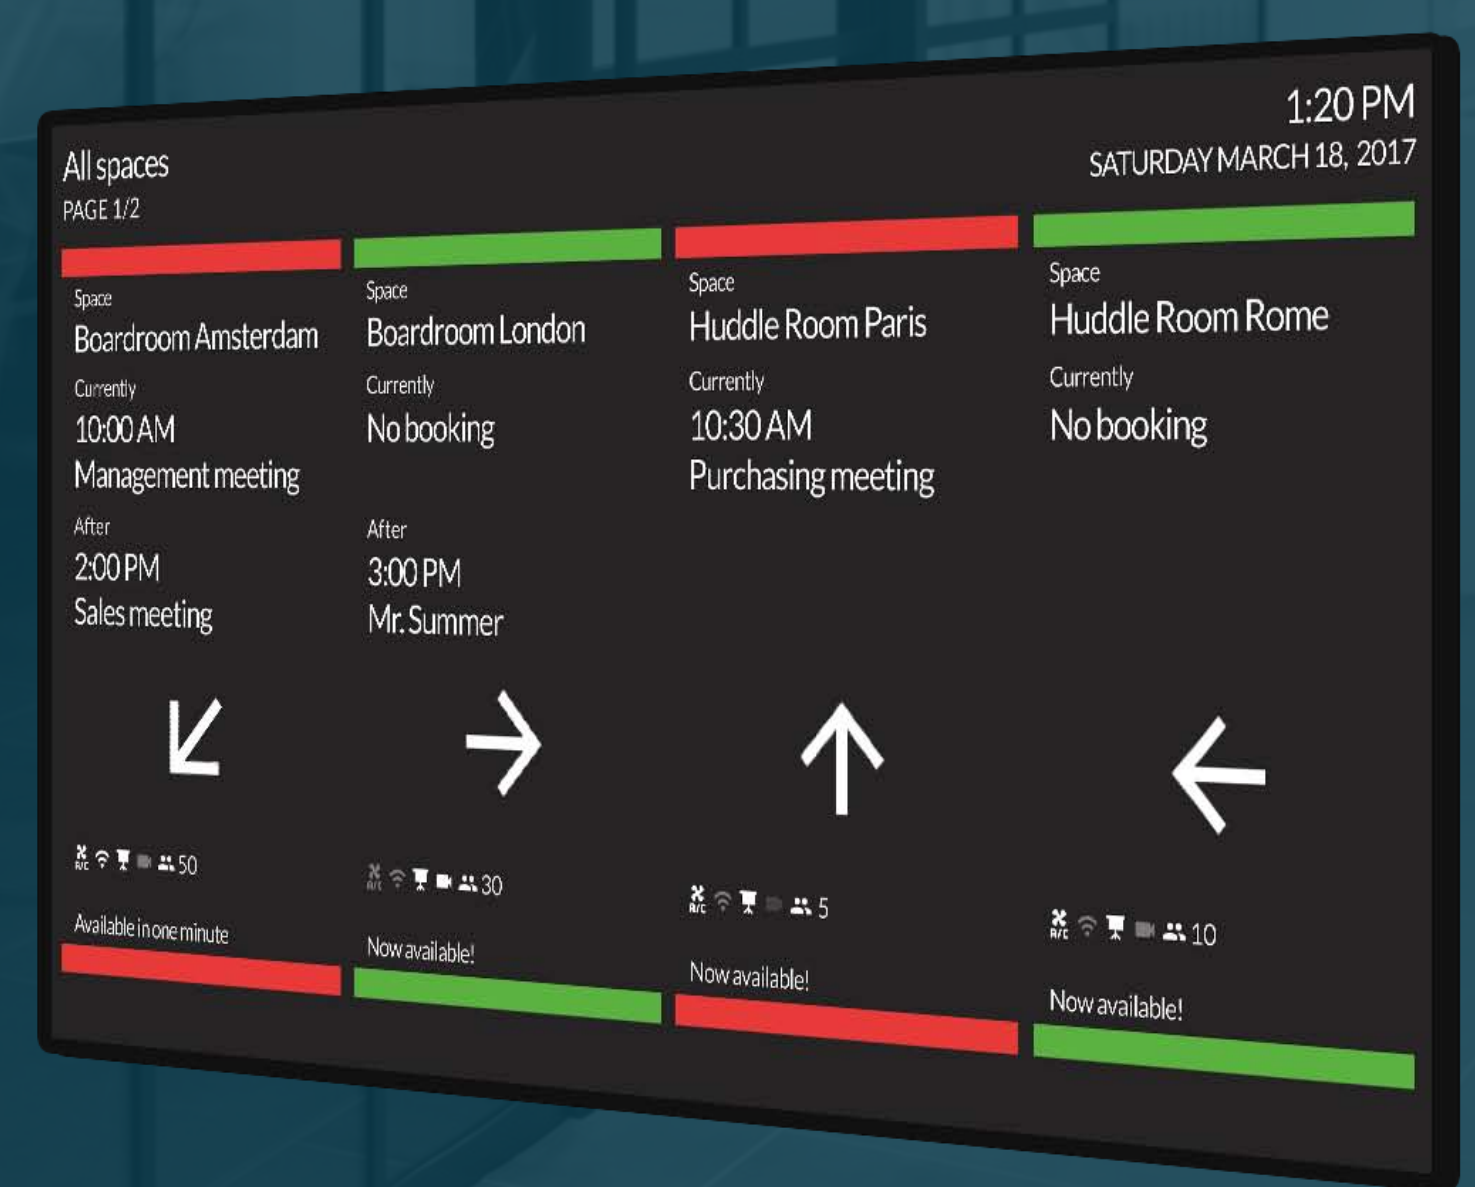 All spaces
PAGE 1/2
1:20 PM
SATURDAY MARCH 18, 2017
Space
Boardroom Amsterdam
Currently
10:00 AM
Management meeting
After
2:00 PM
Sales meeting
A/C 50
Available in one minute
Space
Boardroom London
Currently
No booking
After
3:00 PM
Mr. Summer
A/C 30
Now available!
Space
Huddle Room Paris
Currently
10:30 AM
Purchasing meeting
A/C 5
Now available!
Space
Huddle Room Rome
Currently
No booking
A/C 10
Now available!